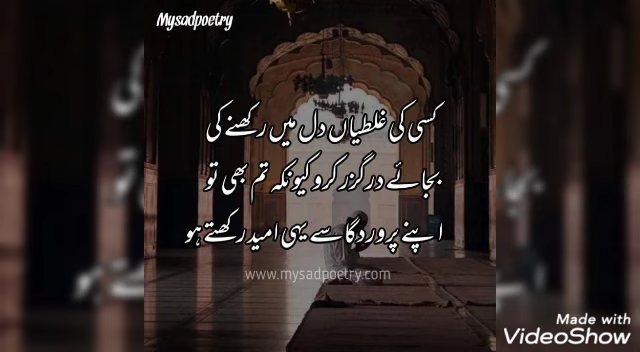 Mysadpoetry
کسی کی غلطیاں دل میں رکھنے کی
بجائے درگزر کرو کیونکہ تم بھی تو
اپنے پروردگا سے یہی امید رکھتے ہو
www.mysadpoetry.com
Made with
VideoShow